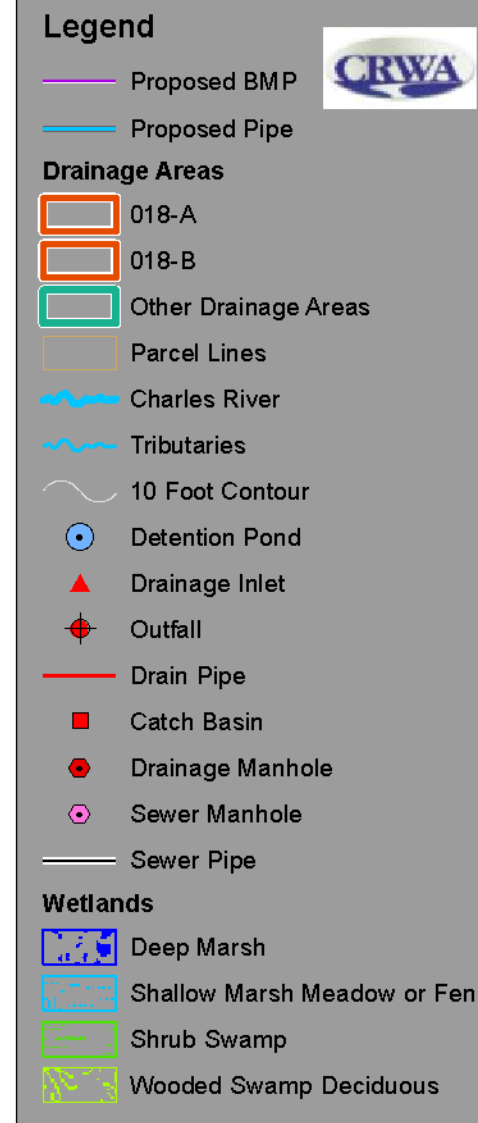 Legend
CRWA
Proposed BMP
Proposed Pipe
Drainage Areas
018-A
018-B
Other Drainage Areas
Parcel Lines
Charles River
Tributaries
10 Foot Contour
Detention Pond
Drainage Inlet
Outfall
Drain Pipe
Catch Basin
Drainage Manhole
Sewer Manhole
Sewer Pipe
Wetlands
Deep Marsh
Shallow Marsh Meadow or Fen
Shrub Swamp
Wooded Swamp Deciduous